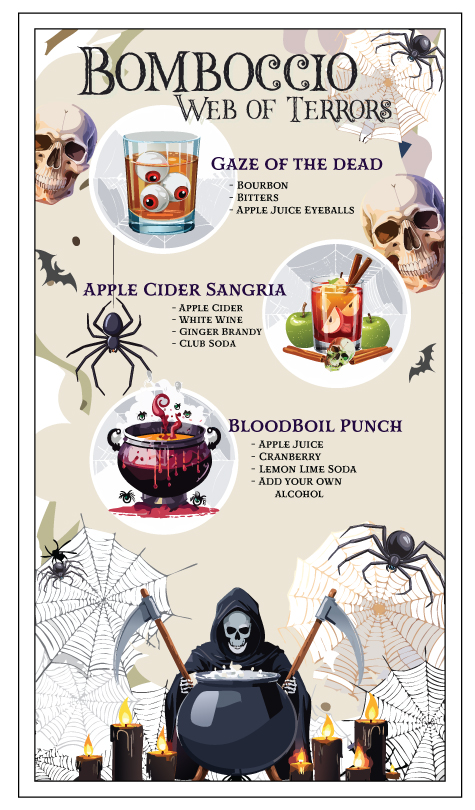 Bomboccio
Web of Terrors
Gaze of the dead
- Bourbon
- Bitters
- Apple Juice Eyeballs
Apple Cider Sangria
- Apple Cider
- White Wine
- Ginger Brandy
- Club Soda
BloodBoil Punch
- Apple Juice
- Cranberry
- Lemon Lime Soda
- Add your own
alcohol